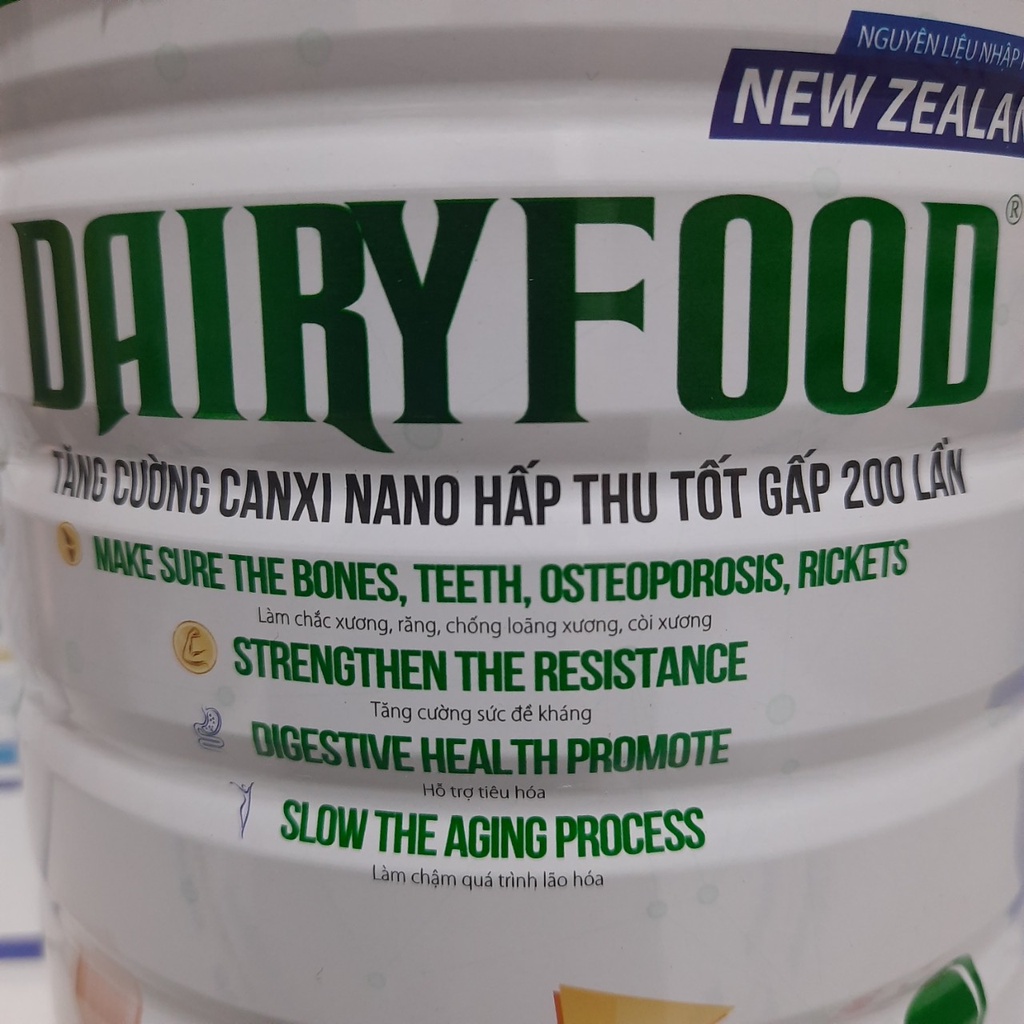 NGUYÊN LIỆU NHẬP
NEW ZEALAN
DAIRYFOOD®
TĂNG CƯỜNG CANXI NANO HẤP THU TỐT GẤP 200 LẦN
MAKE SURE THE BONES, TEETH, OSTEOPOROSIS, RICKETS
Làm chắc xương, răng, chống loãng xương, còi xương
STRENGTHEN THE RESISTANCE
Tăng cường sức đề kháng
DIGESTIVE HEALTH PROMOTE
Hỗ trợ tiêu hóa
SLOW THE AGING PROCESS
Làm chậm quá trình lão hóa